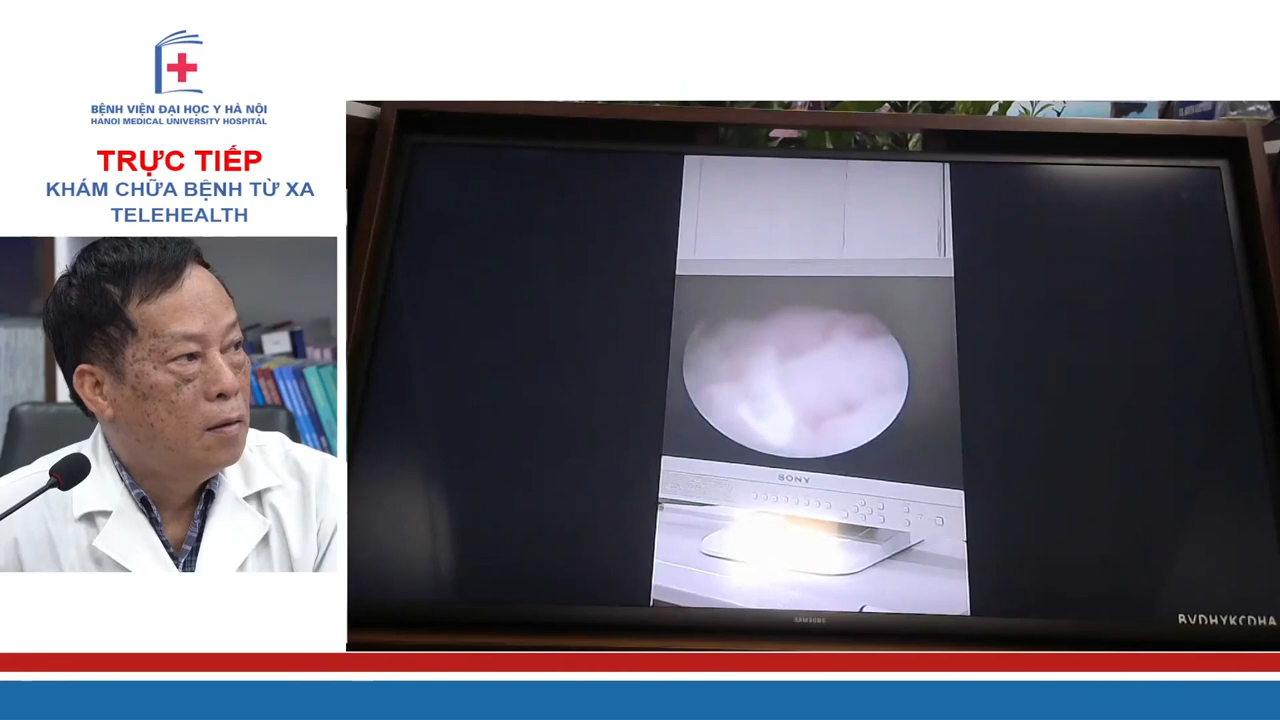 BỆNH VIỆN ĐẠI HỌC Y HÀ NỘI
HANOI MEDICAL UNIVERSITY HOSPITAL
TRỰC TIẾP
KHÁM CHỮA BỆNH TỪ XA
TELEHEALTH
SONY
SAMSUNG
BVDHYKCDHA